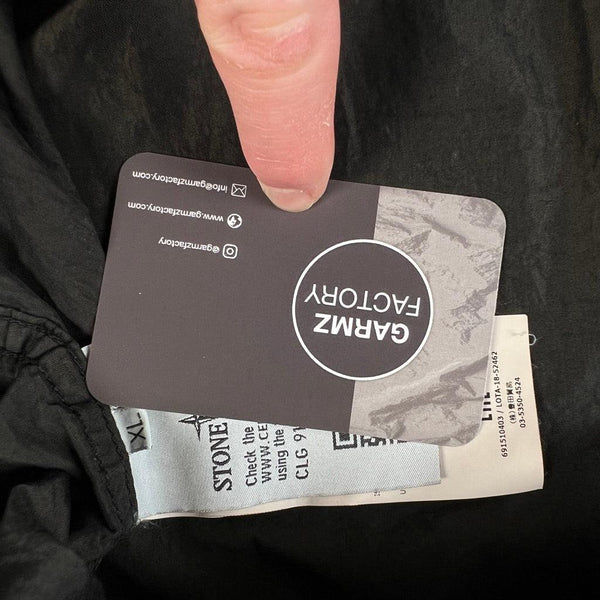 GARMZ
FACTORY
@garmzfactory
www.garmzfactory.com
info@garmzfactory.com
XL
STONE
Check the
WWW.CE
using the
CLG 91
691510403 / LOTA-18-52462
03-5350-4524